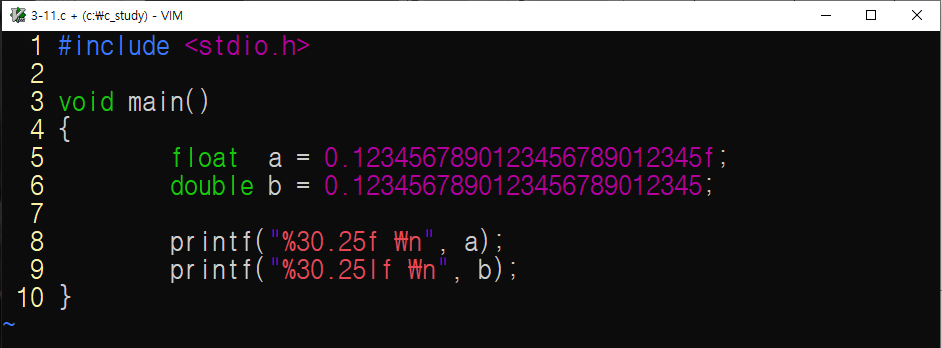 3-11.c + (c:₩c_study) - VIM
1 #include <stdio.h>
2
3 void main()
4 {
5 float a = 0.1234567890123456789012345f;
6 double b = 0.1234567890123456789012345;
7
8 printf("%30.25f ₩n", a);
9 printf("%30.25lf ₩n", b);
10 }
~